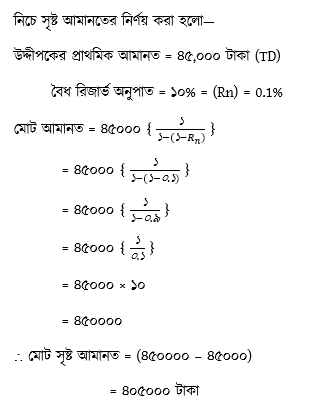 নিচে সৃষ্ট আমানতের নির্ণয় করা হলো—
উদ্দীপকের প্রাথমিক আমানত = ৪৫,০০০ টাকা (TD)
বৈধ রিজার্ভ অনুপাত = ১০% = (Rn) = 0.1%
মোট আমানত = ৪৫০০০ { ১/১−(১−Rₙ) }
= ৪৫০০০ { ১/১−(১−০.১) }
= ৪৫০০০ { ১/১−০.৯ }
= ৪৫০০০ { ১/০.১ }
= ৪৫০০০ × ১০
= ৪৫০০০০
∴ মোট সৃষ্ট আমানত = (৪৫০০০০ − ৪৫০০০)
= ৪০৫০০০ টাকা